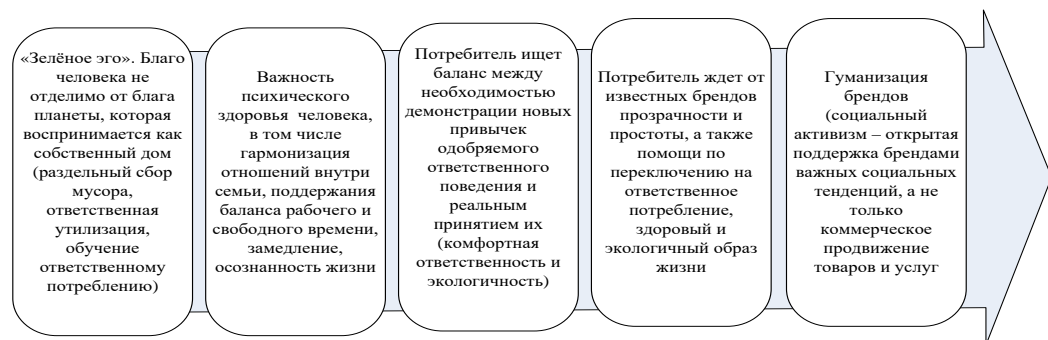 «Зелёное эго». Благо
человека не
отделимо от блага
планеты, которая
воспринимается как
собственный дом
(раздельный сбор
мусора,
ответственная
утилизация,
обучение
ответственному
потреблению)
Важность
психического
здоровья человека,
в том числе
гармонизация
отношений внутри
семьи, поддержания
баланса рабочего и
свободного времени,
замедление,
осознанность жизни
Потребитель ищет
баланс между
необходимостью
демонстрации новых
привычек
одобряемого
ответственного
поведения и
реальным
принятием их
(комфортная
ответственность и
экологичность)
Потребитель ждет от
известных брендов
прозрачности и
простоты, а также
помощи по
переключению на
ответственное
потребление,
здоровый и
экологичный образ
жизни
Гуманизация
брендов
(социальный
активизм – открытая
поддержка брендами
важных социальных
тенденций, а не
только
коммерческое
продвижение
товаров и услуг